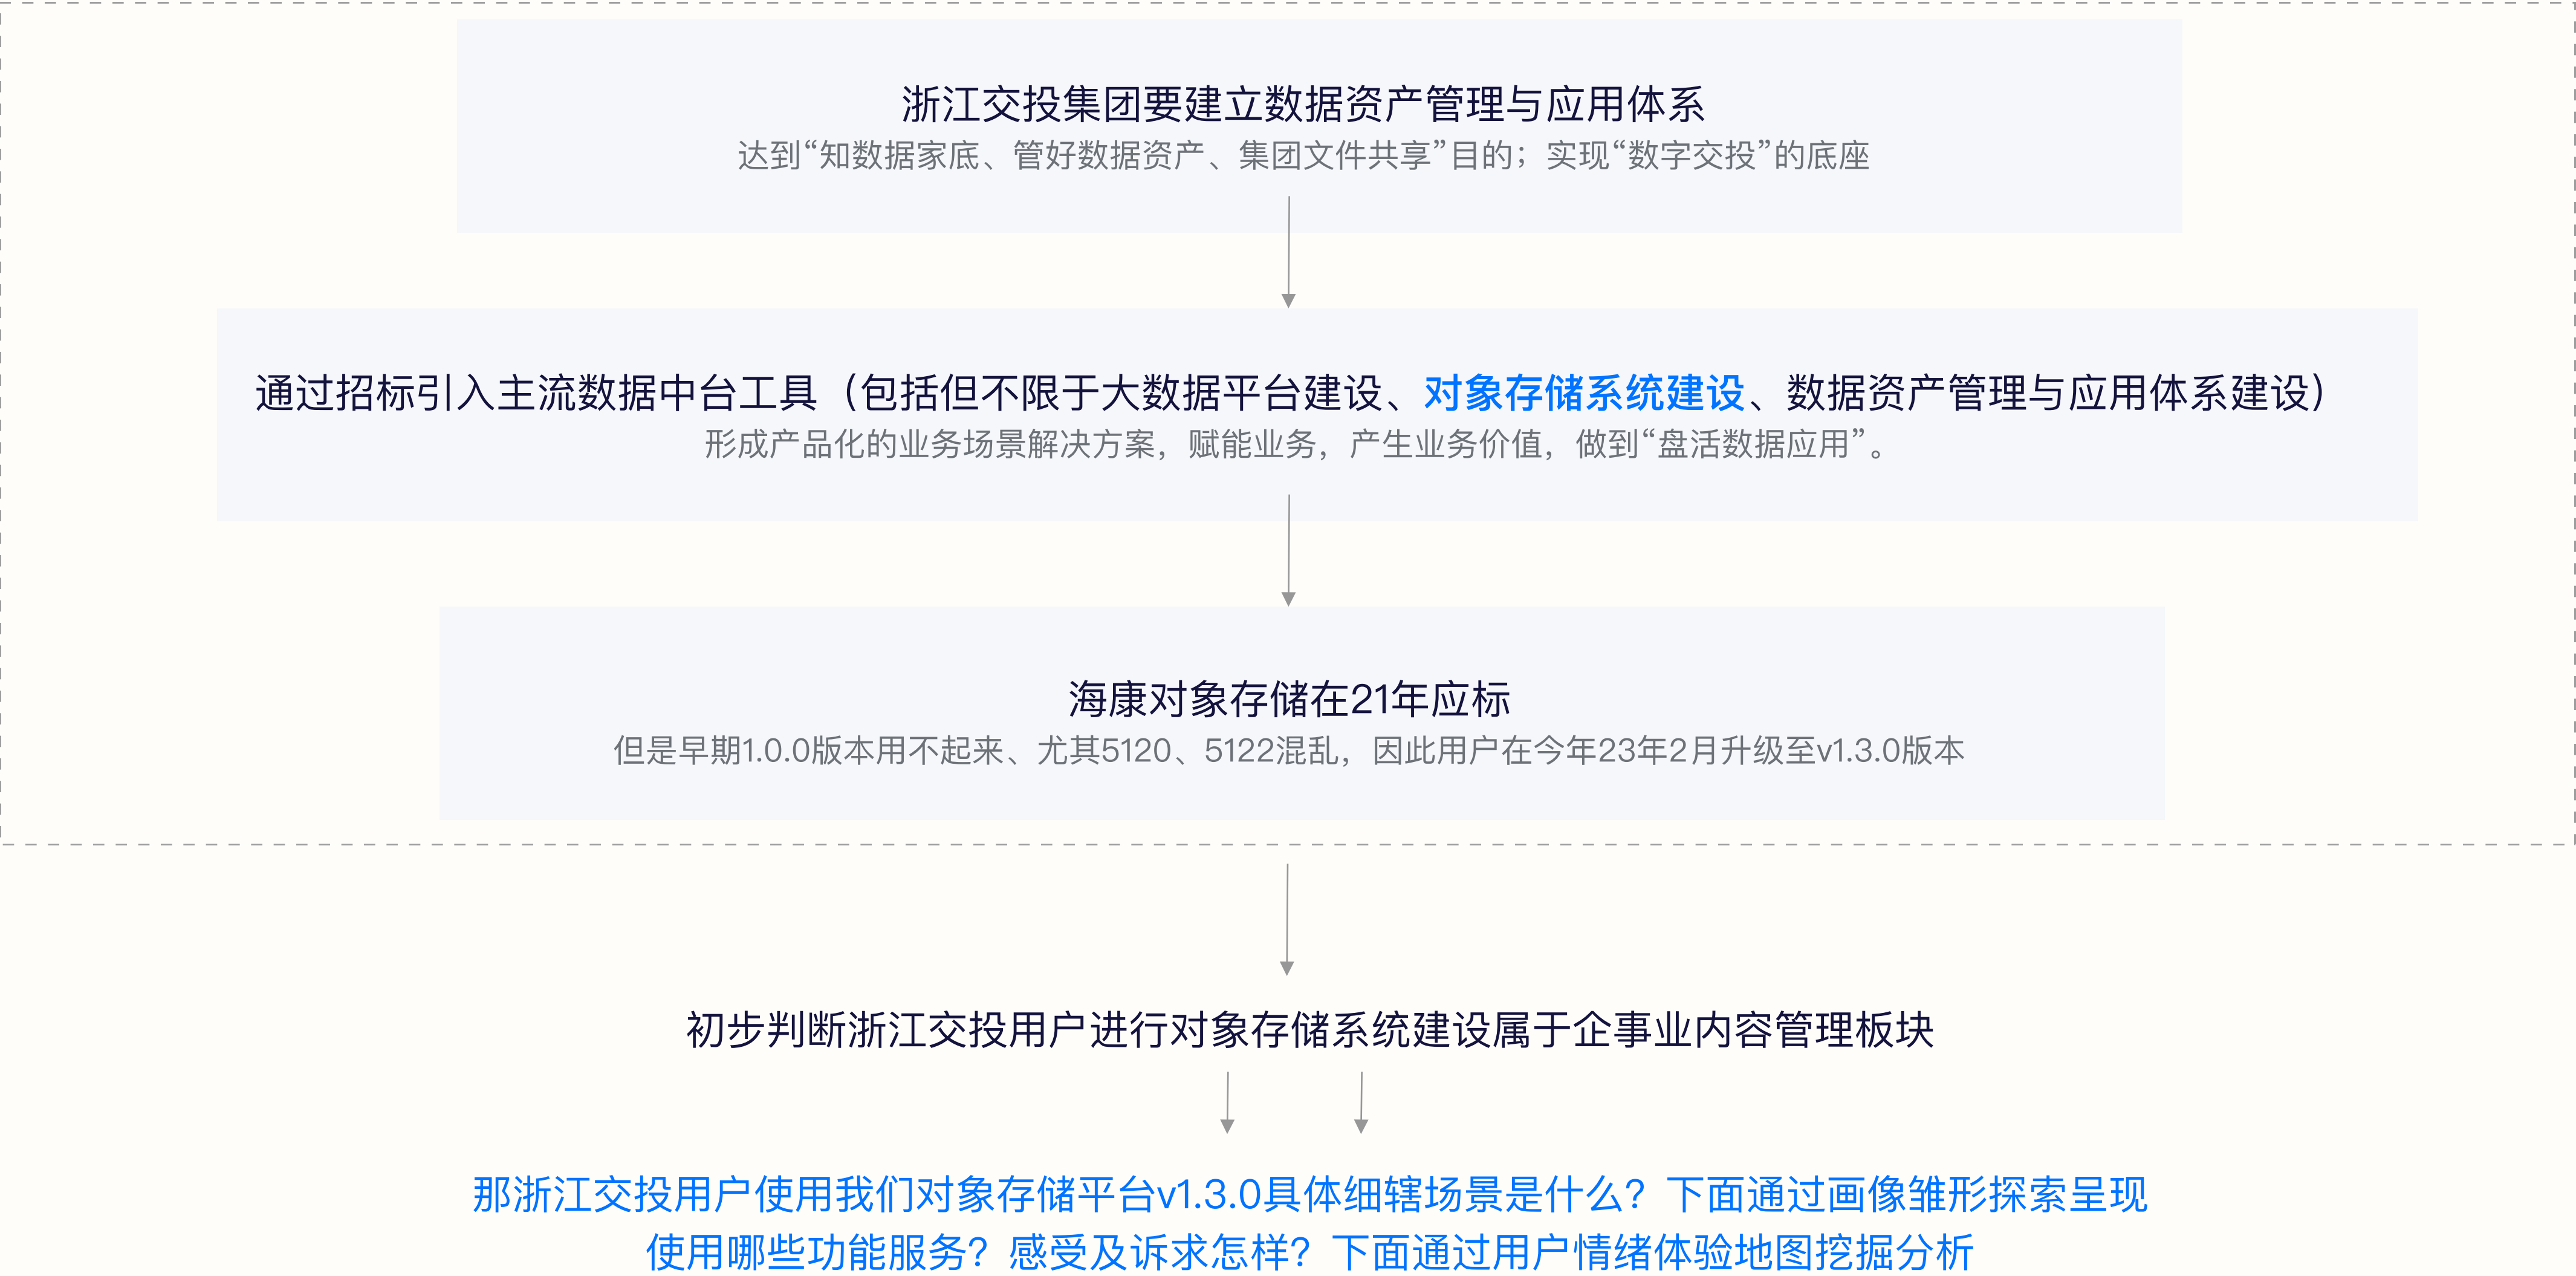 浙江交投集团要建立数据资产管理与应用体系
达到“知数据家底、管好数据资产、集团文件共享”目的；实现“数字交投”的底座
通过招标引入主流数据中台工具（包括但不限于大数据平台建设、对象存储系统建设、数据资产管理与应用体系建设）
形成产品化的业务场景解决方案，赋能业务，产生业务价值，做到“盘活数据应用”。
海康对象存储在21年应标
但是早期1.0.0版本用不起来、尤其5120、5122混乱，因此用户在今年23年2月升级至v1.3.0版本
初步判断浙江交投用户进行对象存储系统建设属于企事业内容管理板块
那浙江交投用户使用我们对象存储平台v1.3.0具体细辖场景是什么？下面通过画像雏形探索呈现
使用哪些功能服务？感受及诉求怎样？下面通过用户情绪体验地图挖掘分析